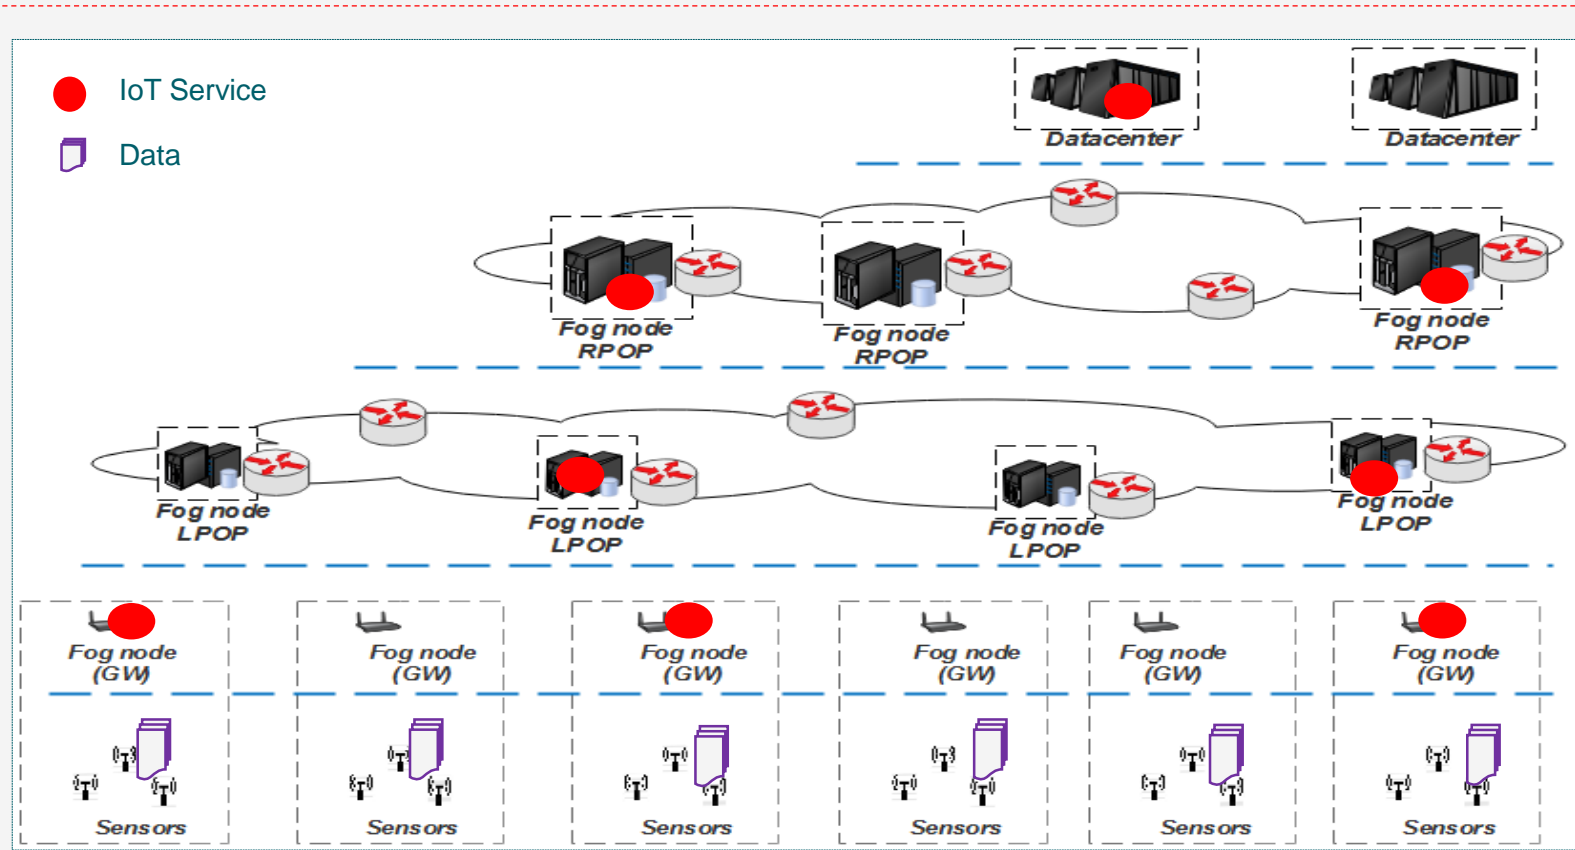 IoT Service
Data
Datacenter
Datacenter
Fog node
RPOP
Fog node
RPOP
Fog node
RPOP
Fog node
LPOP
Fog node
LPOP
Fog node
LPOP
Fog node
LPOP
Fog node
(GW)
Fog node
(GW)
Fog node
(GW)
Fog node
(GW)
Fog node
(GW)
Fog node
(GW)
Sensors
Sensors
Sensors
Sensors
Sensors
Sensors